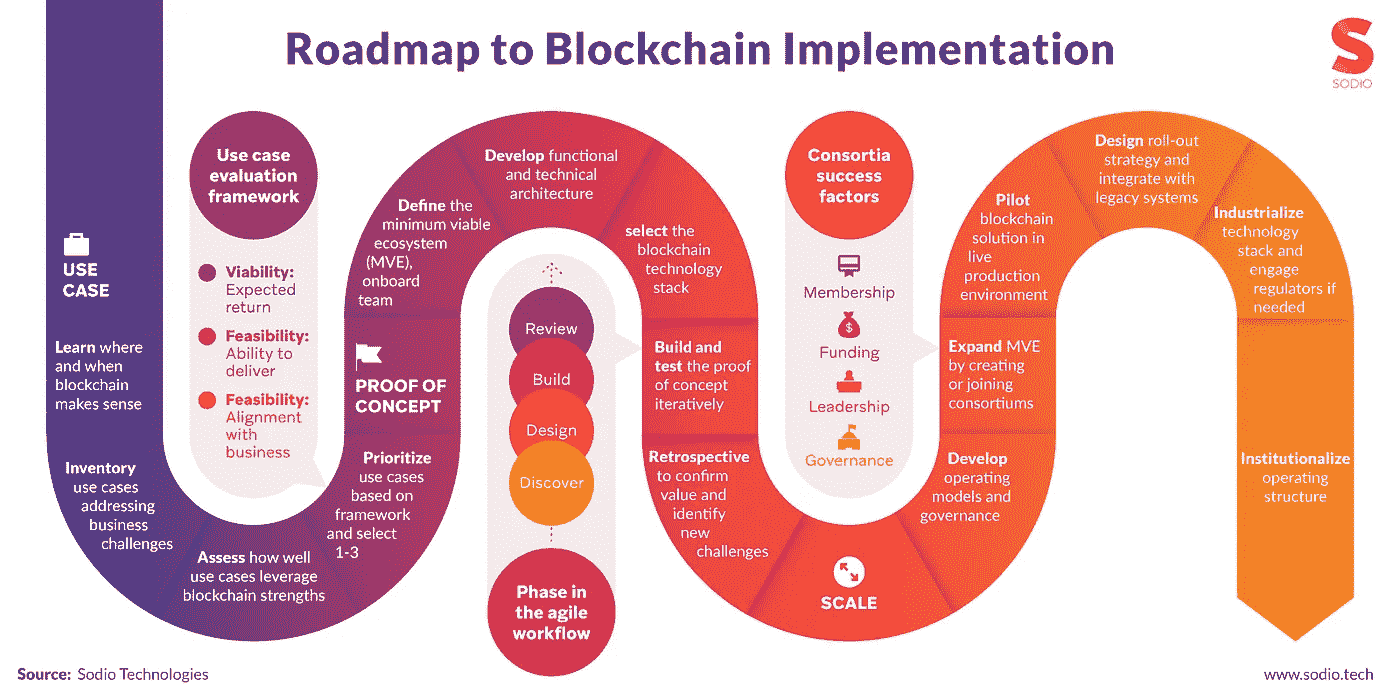 Roadmap to Blockchain Implementation
S
SODIO
USE
CASE
Learn where
and when
blockchain
makes sense
Inventory
use cases
addressing
business
challenges
Assess how well
use cases leverage
blockchain strengths
Prioritize
use cases
based on
framework
and select
1-3
Use case
evaluation
framework
Viability:
Expected
return
Feasibility:
Ability to
deliver
Feasibility:
Alignment
with
business
PROOF OF
CONCEPT
Define the
minimum viable
ecosystem
(MVE),
onboard
team
Develop functional
and technical
architecture
select the
blockchain
technology
stack
Build and
test the proof
of concept
iteratively
Retrospective
to confirm
value and
identify
new
challenges
Review
Build
Design
Discover
Phase in
the agile
workflow
SCALE
Consortia
success
factors
Membership
$
Funding
Leadership
Governance
Develop
operating
models and
governance
Expand MVE
by creating
or joining
consortiums
Pilot
blockchain
solution in
live
production
environment
Design roll-out
strategy and
integrate with
legacy systems
Industrialize
technology
stack and
engage
regulators if
needed
Institutionalize
operating
structure
Source: Sodio Technologies
www.sodio.tech